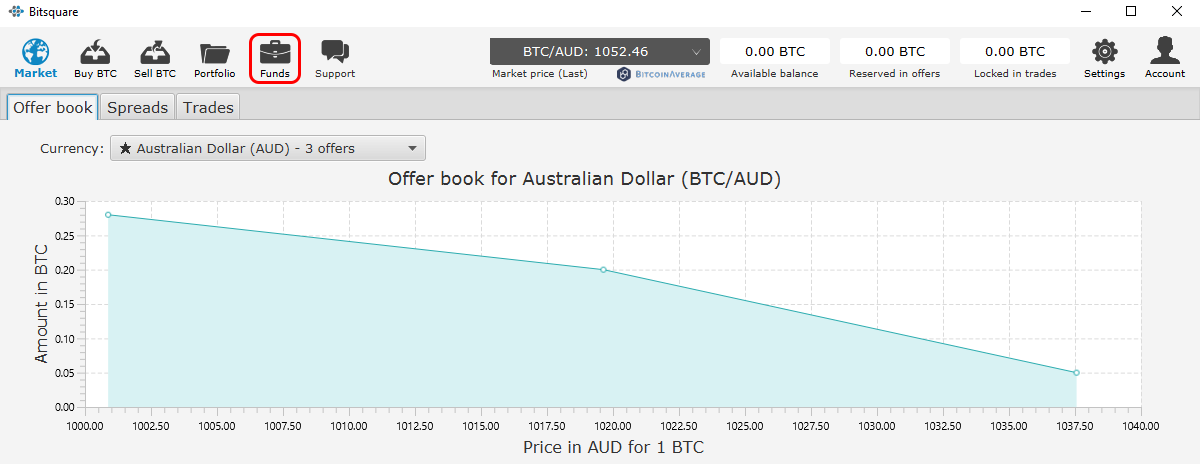 Bitsquare
Market Buy BTC Sell BTC Portfolio Funds Support
BTC/AUD: 1052.46
Market price (Last) BITCOINAVERAGE
0.00 BTC
Available balance
0.00 BTC
Reserved in offers
0.00 BTC
Locked in trades
Settings Account
Offer book Spreads Trades
Currency: ★ Australian Dollar (AUD) - 3 offers
Offer book for Australian Dollar (BTC/AUD)
Amount in BTC
0.30
0.25
0.20
0.15
0.10
0.05
0.00
1000.00 1002.50 1005.00 1007.50 1010.00 1012.50 1015.00 1017.50 1020.00 1022.50 1025.00 1027.50 1030.00 1032.50 1035.00 1037.50 1040.00
Price in AUD for 1 BTC